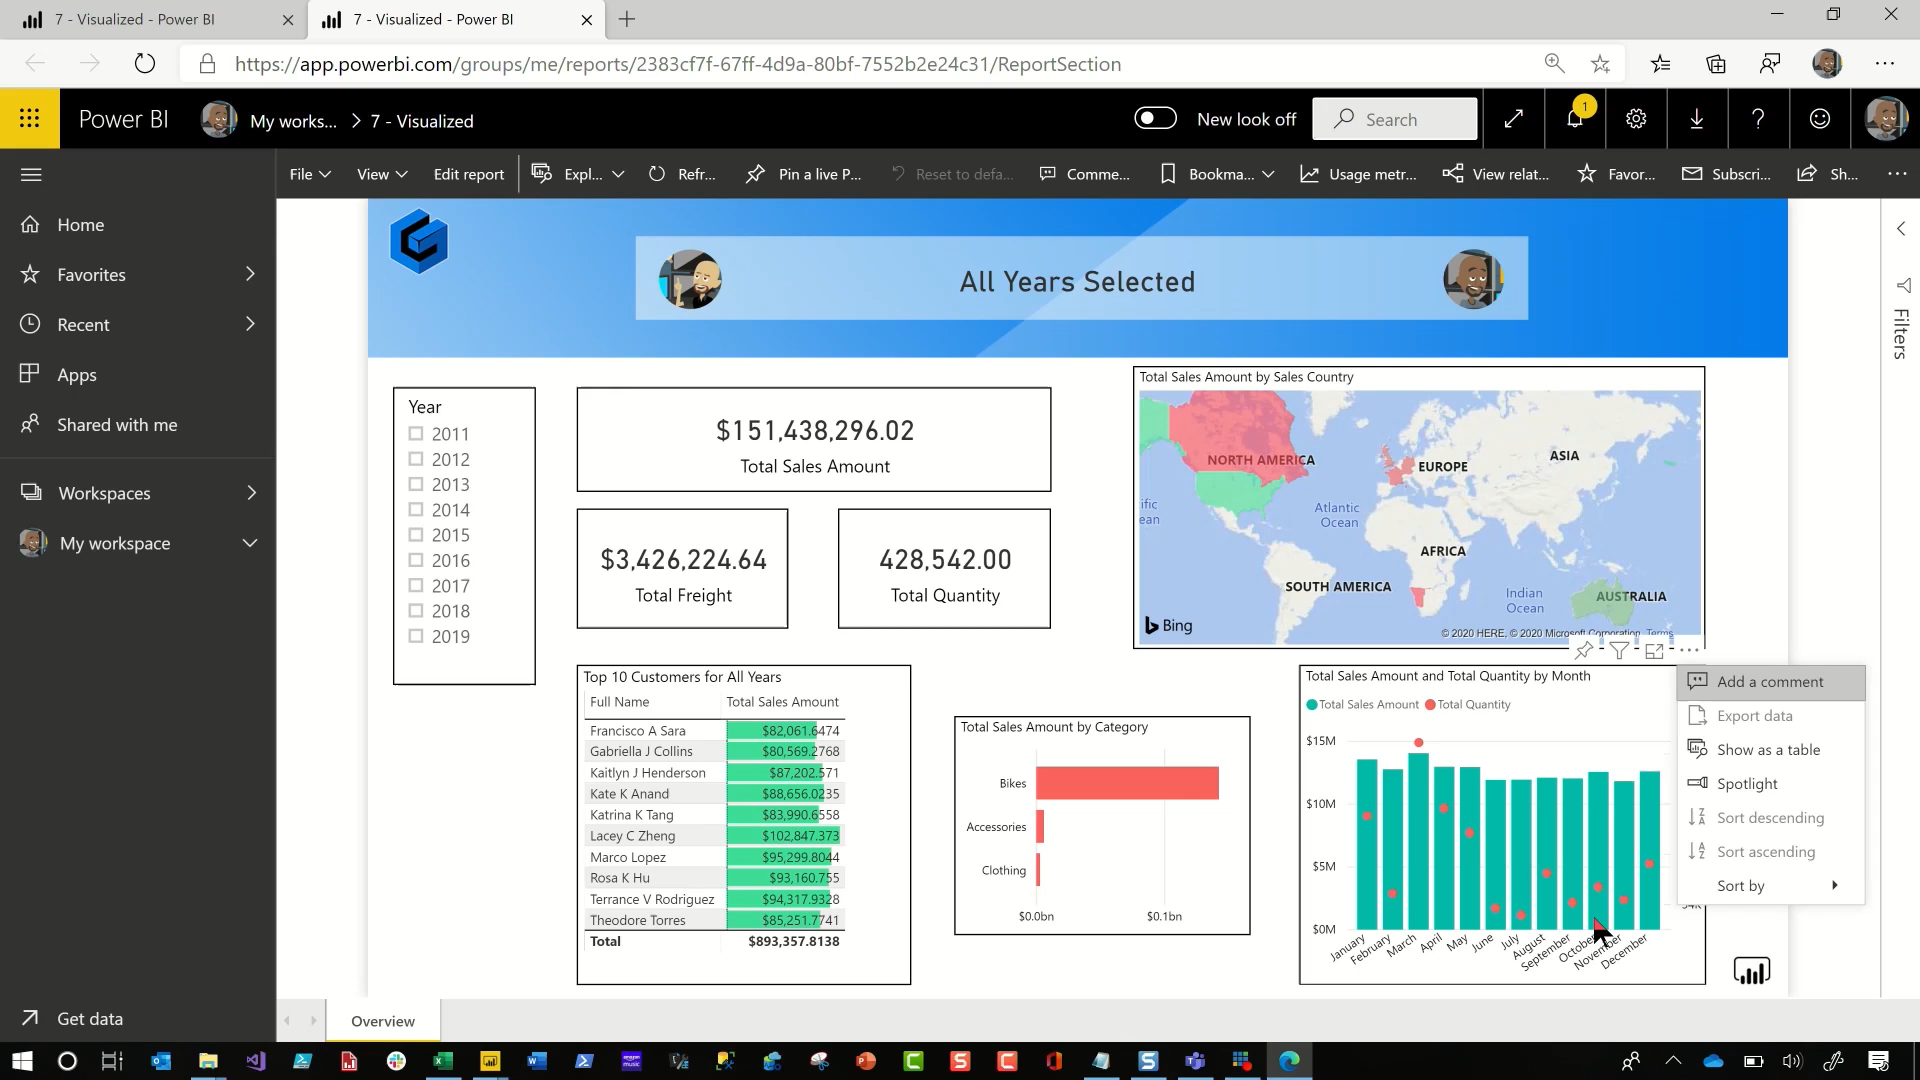 7 - Visualized - Power BI
7 - Visualized - Power BI
https://app.powerbi.com/groups/me/reports/2383cf7f-67ff-4d9a-80bf-7552b2e24c31/ReportSection
Power BI
My works... > 7 - Visualized
New look off
Search
1
File
View
Edit report
Expl...
Refr...
Pin a live P...
Reset to defa...
Comme...
Bookma...
Usage metr...
View relat...
Favor...
Subscri...
Sh...
Home
Favorites
Recent
Apps
Shared with me
Workspaces
My workspace
Get data
All Years Selected
Filters
Year
2011
2012
2013
2014
2015
2016
2017
2018
2019
$151,438,296.02
Total Sales Amount
$3,426,224.64
Total Freight
428,542.00
Total Quantity
Total Sales Amount by Sales Country
NORTH AMERICA
EUROPE
ASIA
ific
ean
Atlantic
Ocean
AFRICA
SOUTH AMERICA
Indian
Ocean
AUSTRALIA
Bing
© 2020 HERE, © 2020 Microsoft Corporation Terms
Top 10 Customers for All Years
Full Name Total Sales Amount
Francisco A Sara $82,061.6474
Gabriella J Collins $80,569.2768
Kaitlyn J Henderson $87,202.571
Kate K Anand $88,656.0235
Katrina K Tang $83,990.6558
Lacey C Zheng $102,847.373
Marco Lopez $95,299.8044
Rosa K Hu $93,160.755
Terrance V Rodriguez $94,317.9328
Theodore Torres $85,251.7741
Total $893,357.8138
Total Sales Amount by Category
Bikes
Accessories
Clothing
$0.0bn $0.1bn
Total Sales Amount and Total Quantity by Month
Total Sales Amount Total Quantity
$15M
$10M
$5M
$0M
January
February
March
April
May
June
July
August
September
October
November
December
Add a comment
Export data
Show as a table
Spotlight
Sort descending
Sort ascending
Sort by
Overview